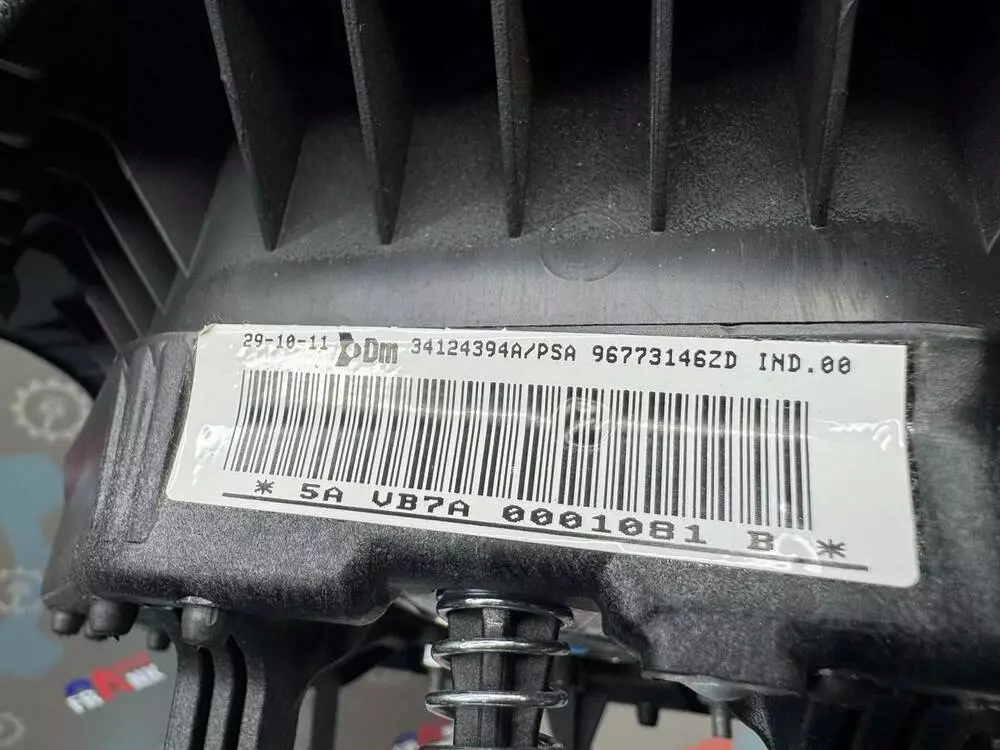 29-10-11 Dm 34124394A/PSA 96773146ZD IND.00
* 5A VB7A 0001081 B *